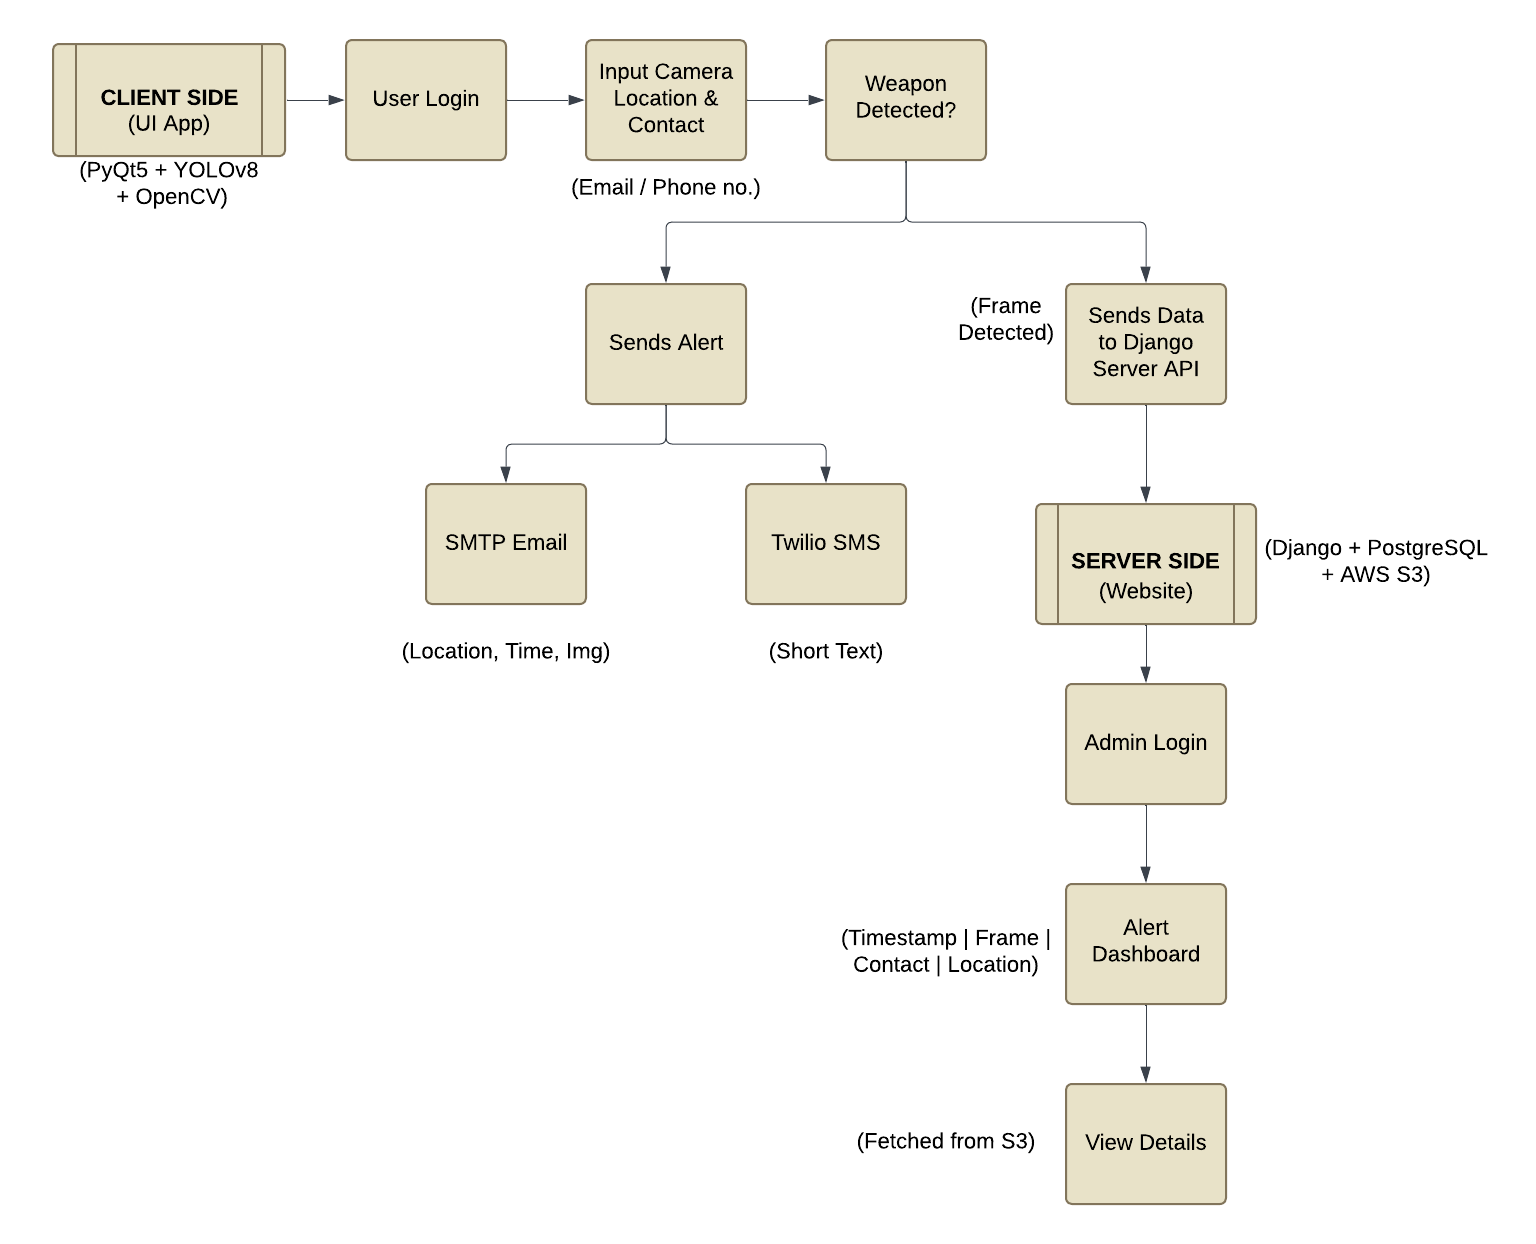 CLIENT SIDE
(UI App)
(PyQt5 + YOLOv8
+ OpenCV)
User Login
Input Camera
Location &
Contact
(Email / Phone no.)
Weapon
Detected?
Sends Alert
(Frame
Detected)
Sends Data
to Django
Server API
SMTP Email
(Location, Time, Img)
Twilio SMS
(Short Text)
SERVER SIDE
(Website)
(Django + PostgreSQL
+ AWS S3)
Admin Login
(Timestamp | Frame |
Contact | Location)
Alert
Dashboard
(Fetched from S3)
View Details